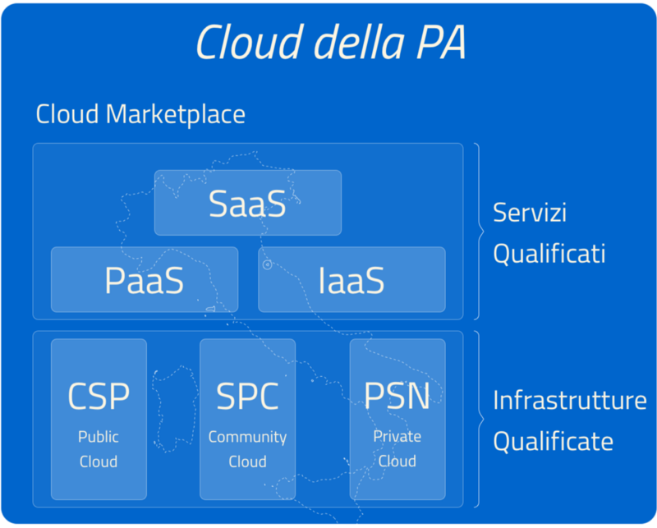 Cloud della PA
Cloud Marketplace
SaaS
PaaS
IaaS
Servizi
Qualificati
CSP
Public
Cloud
SPC
Community
Cloud
PSN
Private
Cloud
Infrastrutture
Qualificate